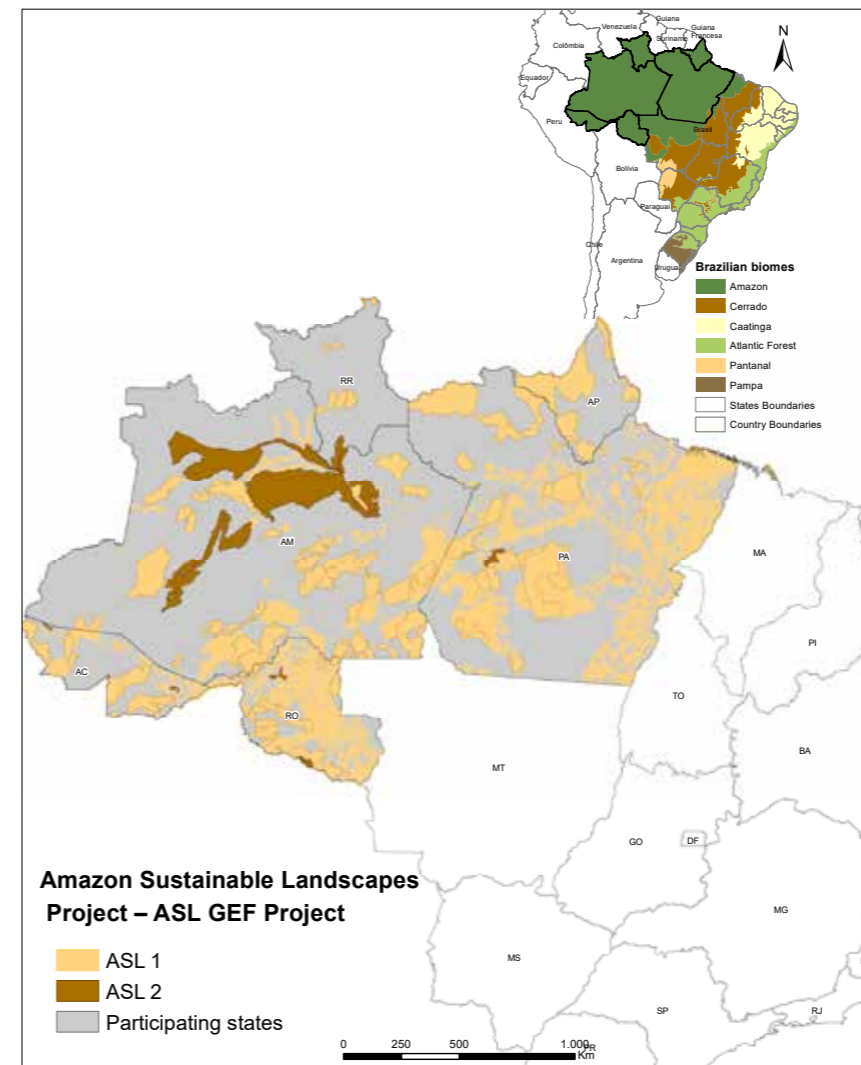 Venezuela
Guiana
Guiana
Francesa
Suriname
Colômbia
N
Equador
Peru
Brasil
Bolívia
Paraguai
Chile
Argentina
Uruguai
Brazilian biomes
Amazon
Cerrado
Caatinga
Atlantic Forest
Pantanal
Pampa
States Boundaries
Country Boundaries
RR
AP
AM
PA
MA
AC
PI
RO
TO
MT
BA
GO
DF
MG
MS
SP
RJ
PR
Amazon Sustainable Landscapes
Project – ASL GEF Project
ASL 1
ASL 2
Participating states
0 250 500 1.000
Km